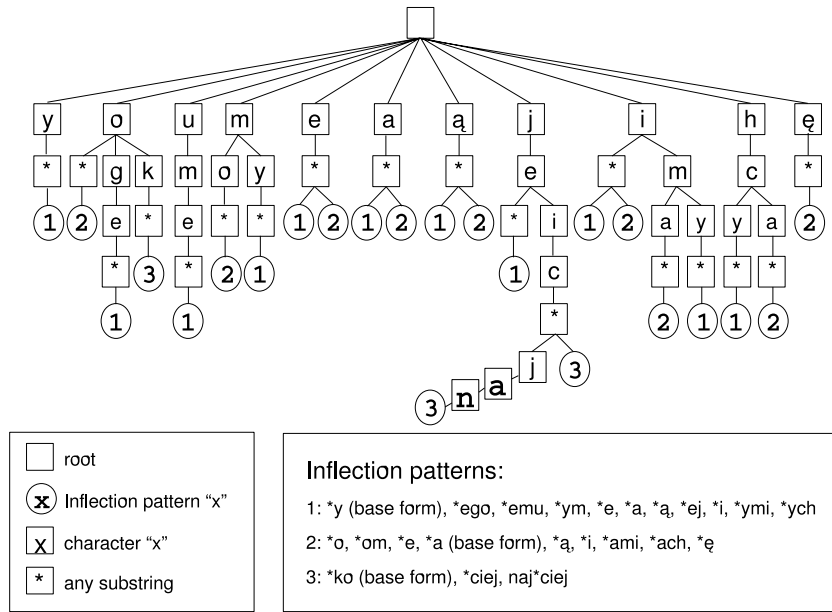 y o u m e a ą j i h ę
* * g k m o y * * * * e * m c *
1 2 e * e * * 1 2 1 2 1 2 * i 1 2 a y y a 2
* 3 * 2 1 1 c * * * *
1 1 * 2 1 1 2
j 3
3 n a
root
x Inflection pattern “x”
x character “x”
* any substring
Inflection patterns:
1: *y (base form), *ego, *emu, *ym, *e, *a, *ą, *ej, *i, *ymi, *ych
2: *o, *om, *e, *a (base form), *ą, *i, *ami, *ach, *ę
3: *ko (base form), *ciej, naj*ciej